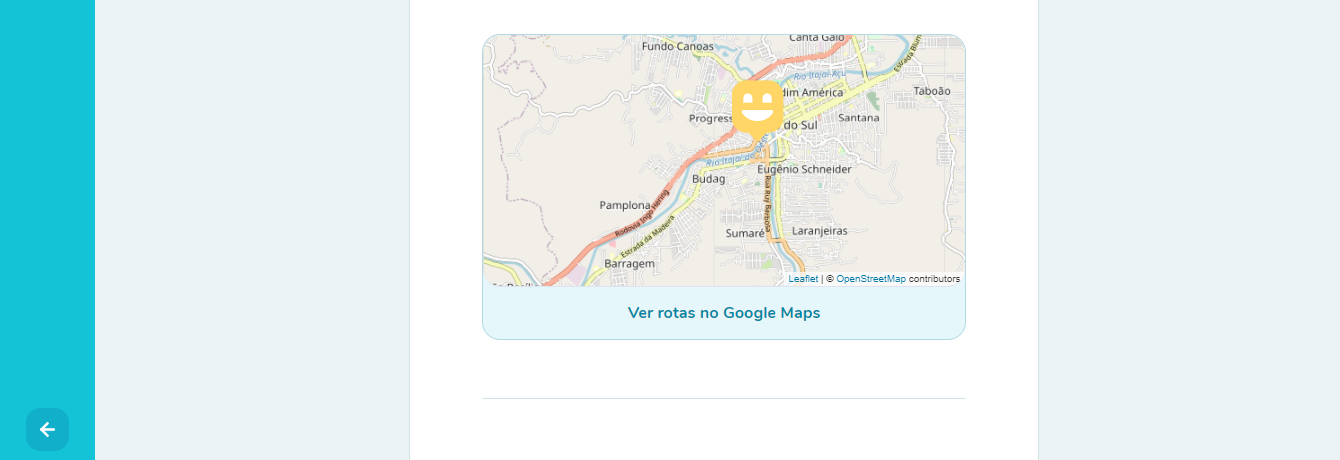 Fundo Canoas
Canta Galo
Estrada Blum
Rio Itajaí-Açu
dim América
Taboão
Progress
Santana
do Sul
Rio Itajaí do Oeste
Eugênio Schneider
Budag
Rua Ruy Barbosa
Pamplona
Rodovia Ingo Hering
Estrada da Madeira
Sumaré
Laranjeiras
Barragem
Leaflet | © OpenStreetMap contributors
Ver rotas no Google Maps